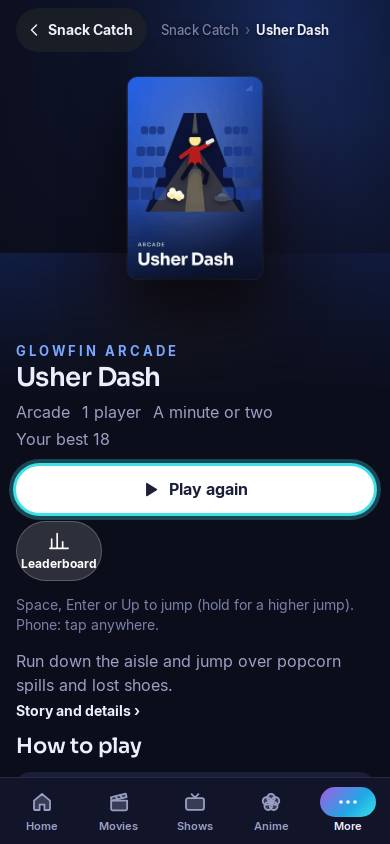 Snack Catch
Snack Catch › Usher Dash
ARCADE
Usher Dash
GLOWFIN ARCADE
Usher Dash
Arcade 1 player A minute or two
Your best 18
Play again
Leaderboard
Space, Enter or Up to jump (hold for a higher jump).
Phone: tap anywhere.
Run down the aisle and jump over popcorn
spills and lost shoes.
Story and details ›
How to play
Home Movies Shows Anime More